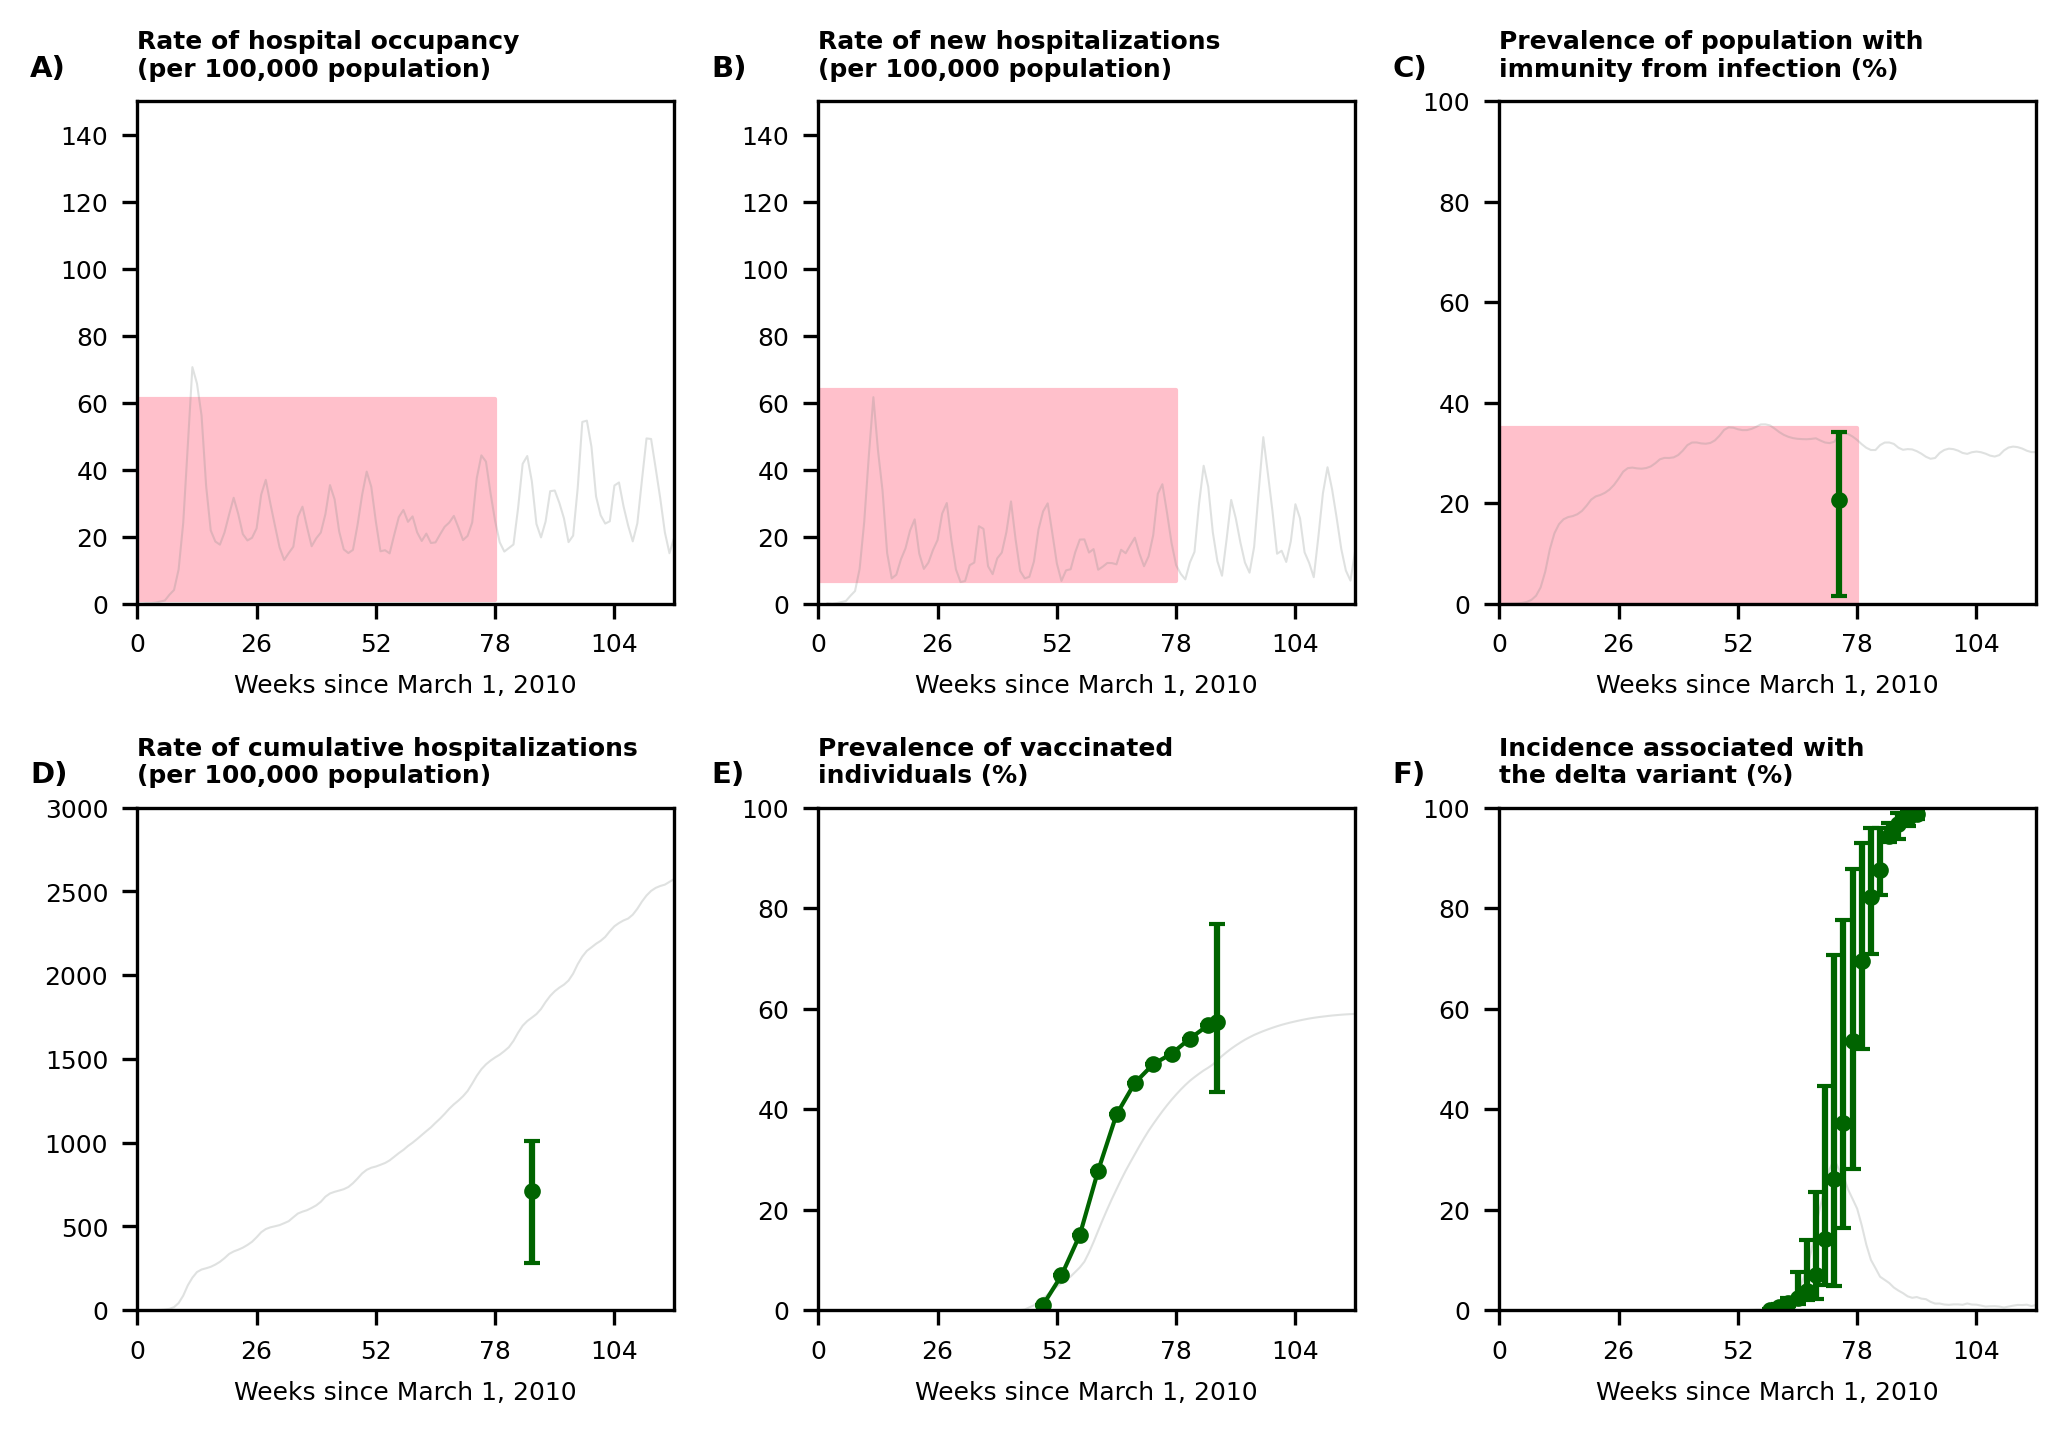 A)
Rate of hospital occupancy
(per 100,000 population)
140
120
100
80
60
40
20
0
0 26 52 78 104
Weeks since March 1, 2010
B)
Rate of new hospitalizations
(per 100,000 population)
140
120
100
80
60
40
20
0
0 26 52 78 104
Weeks since March 1, 2010
C)
Prevalence of population with
immunity from infection (%)
100
80
60
40
20
0
0 26 52 78 104
Weeks since March 1, 2010
D)
Rate of cumulative hospitalizations
(per 100,000 population)
3000
2500
2000
1500
1000
500
0
0 26 52 78 104
Weeks since March 1, 2010
E)
Prevalence of vaccinated
individuals (%)
100
80
60
40
20
0
0 26 52 78 104
Weeks since March 1, 2010
F)
Incidence associated with
the delta variant (%)
100
80
60
40
20
0
0 26 52 78 104
Weeks since March 1, 2010